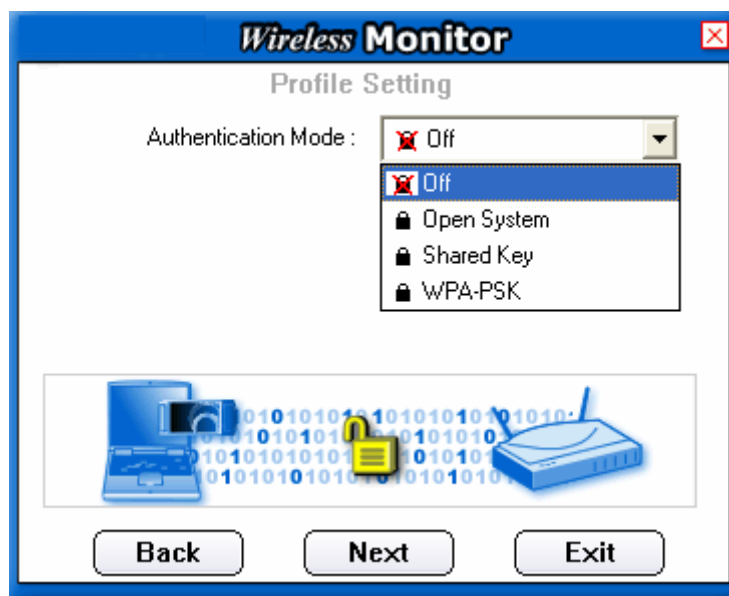 Wireless Monitor
Profile Setting
Authentication Mode : Off
Off
Open System
Shared Key
WPA-PSK
Back Next Exit